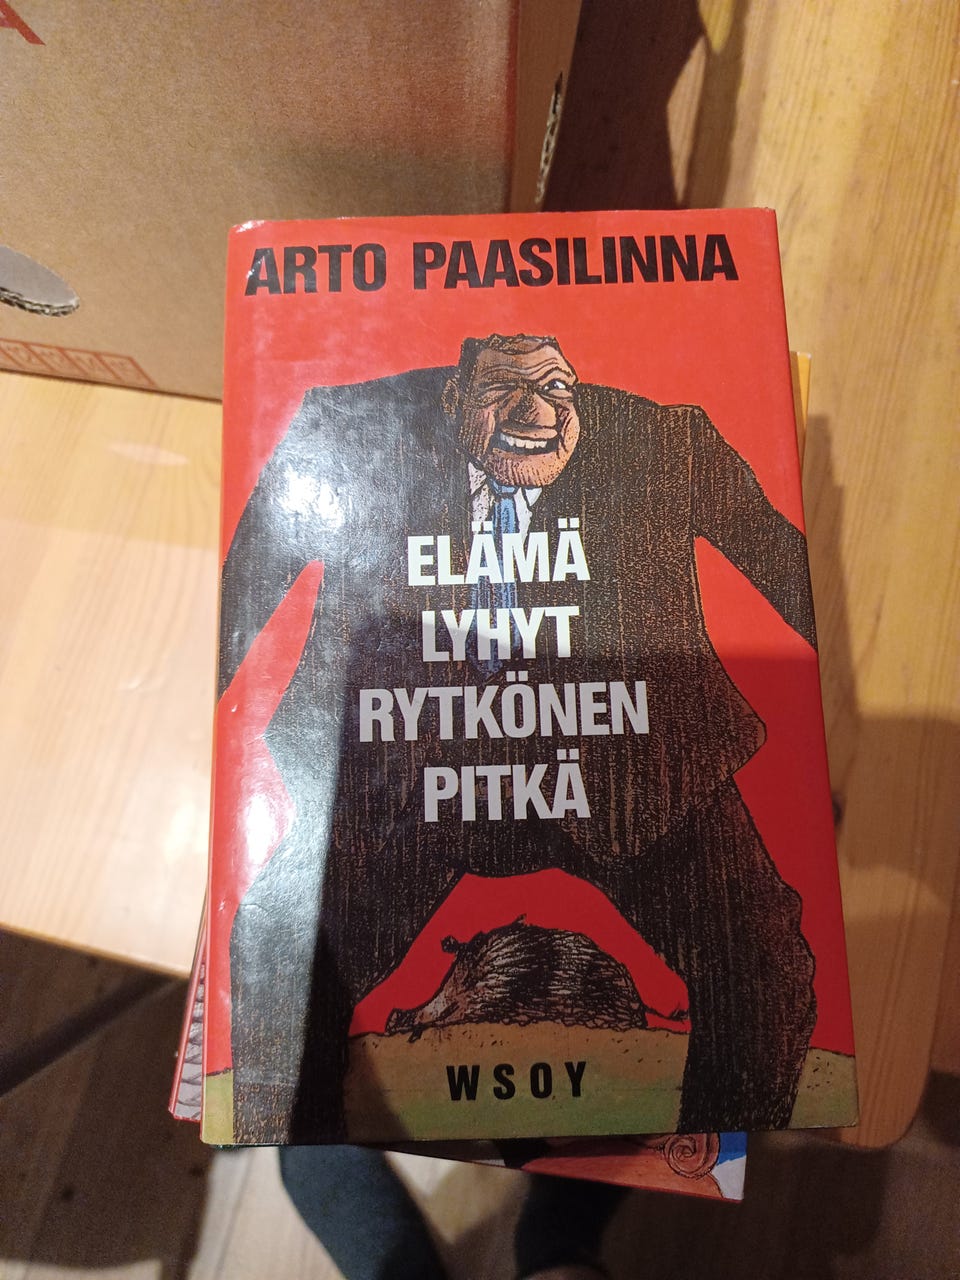 ARTO PAASILINNA
ELÄMÄ
LYHYT
RYTKÖNEN
PITKÄ
WSOY